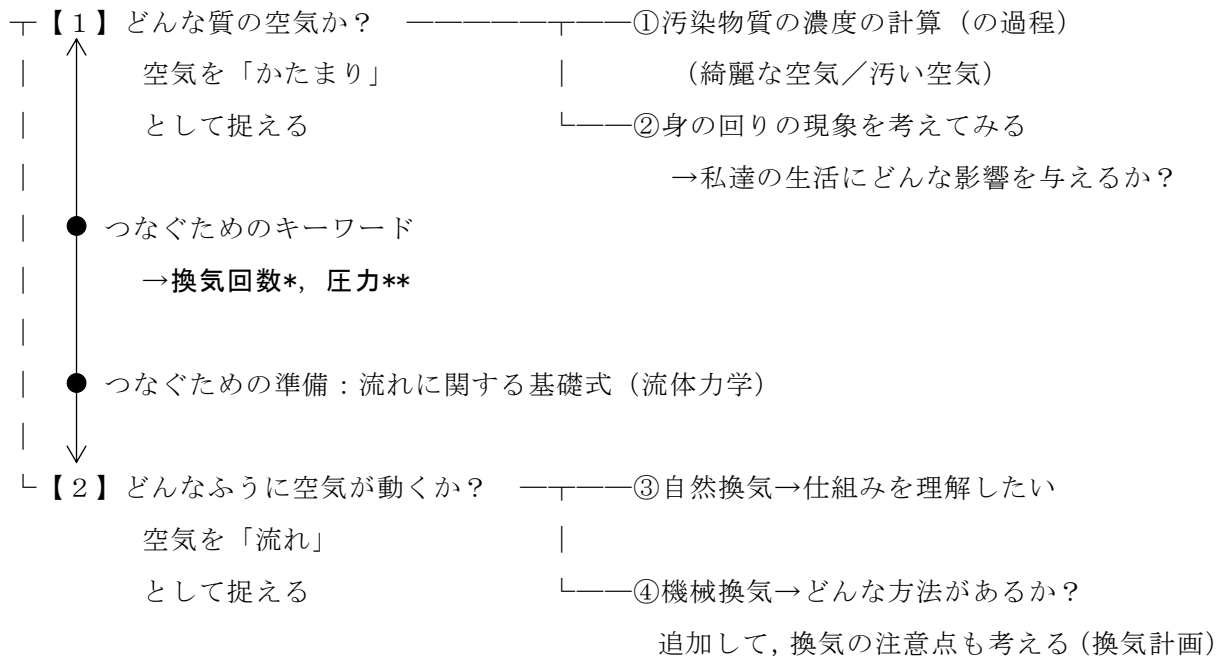 ┬【1】どんな質の空気か？ ―――――┬――①汚染物質の濃度の計算（の過程）
｜ 空気を「かたまり」 ｜ （綺麗な空気／汚い空気）
｜ として捉える └――②身の回りの現象を考えてみる
｜ →私達の生活にどんな影響を与えるか？
｜ ● つなぐためのキーワード
｜ →換気回数*，圧力**
｜
｜ ● つなぐための準備：流れに関する基礎式（流体力学）
｜
└【2】どんなふうに空気が動くか？ ―┬――③自然換気→仕組みを理解したい
空気を「流れ」 ｜
として捉える └――④機械換気→どんな方法があるか？
追加して，換気の注意点も考える（換気計画）